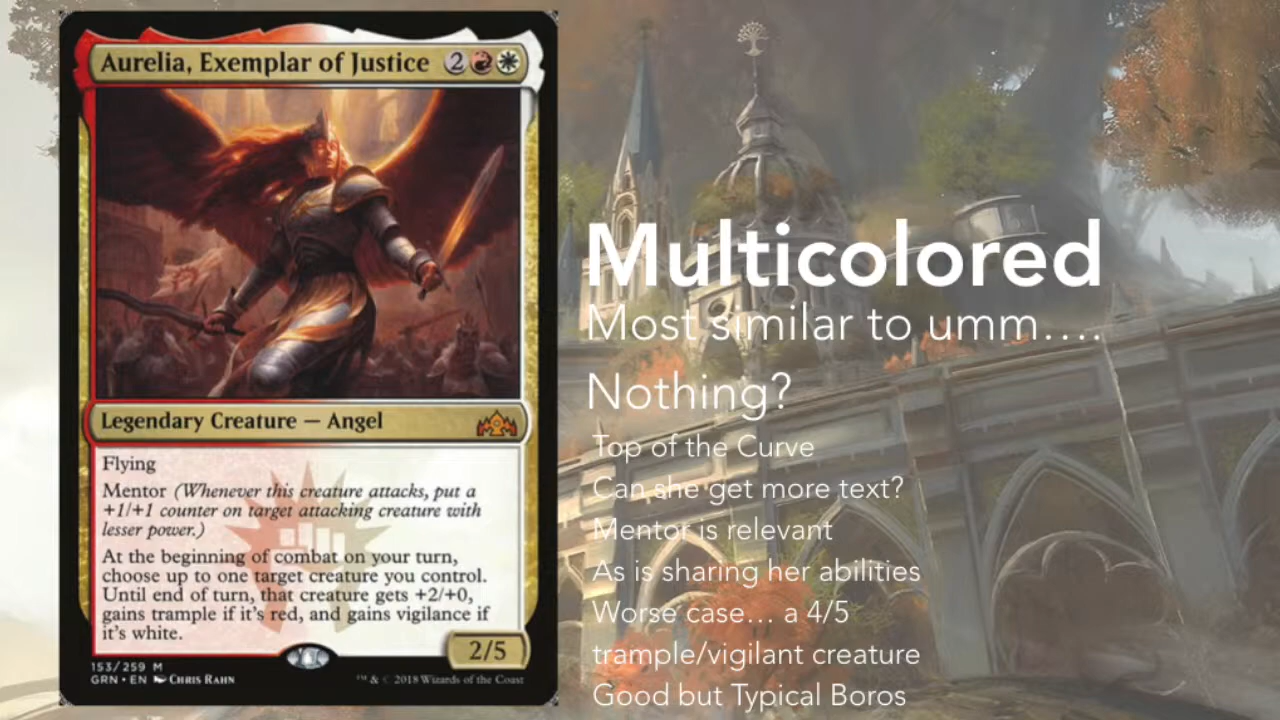 Aurelia, Exemplar of Justice 2
Legendary Creature — Angel
Flying
Mentor (Whenever this creature attacks, put a
+1/+1 counter on target attacking creature with
lesser power.)
At the beginning of combat on your turn,
choose up to one target creature you control.
Until end of turn, that creature gets +2/+0,
gains trample if it's red, and gains vigilance if
it's white.
2/5
153/259 M
GRN • EN Chris Rahn
™ & © 2018 Wizards of the Coast
Multicolored
Most similar to umm....
Nothing?
Top of the Curve
Can she get more text?
Mentor is relevant
As is sharing her abilities
Worse case... a 4/5
trample/vigilant creature
Good but Typical Boros